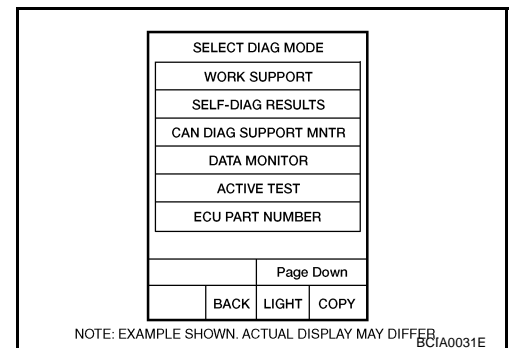 SELECT DIAG MODE
WORK SUPPORT
SELF-DIAG RESULTS
CAN DIAG SUPPORT MNTR
DATA MONITOR
ACTIVE TEST
ECU PART NUMBER
Page Down
BACK LIGHT COPY
NOTE: EXAMPLE SHOWN. ACTUAL DISPLAY MAY DIFFER.
BCIA0031E